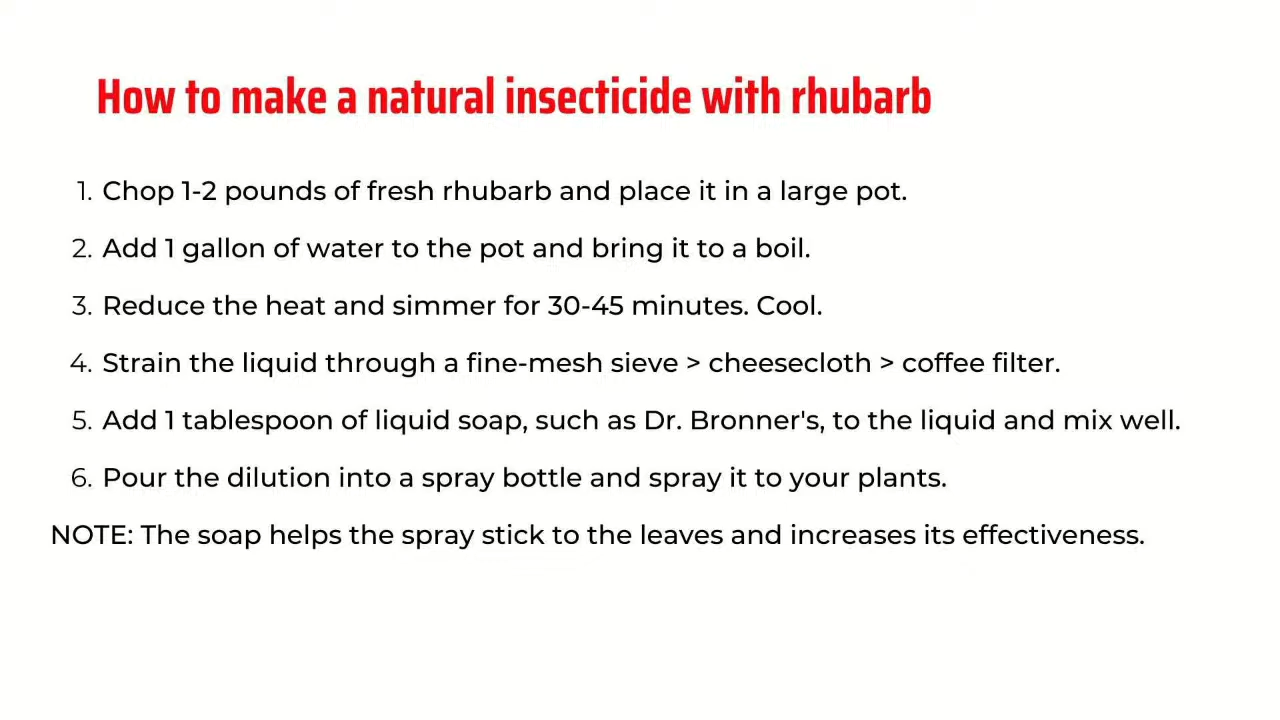 How to make a natural insecticide with rhubarb
1. Chop 1-2 pounds of fresh rhubarb and place it in a large pot.
2. Add 1 gallon of water to the pot and bring it to a boil.
3. Reduce the heat and simmer for 30-45 minutes. Cool.
4. Strain the liquid through a fine-mesh sieve > cheesecloth > coffee filter.
5. Add 1 tablespoon of liquid soap, such as Dr. Bronner's, to the liquid and mix well.
6. Pour the dilution into a spray bottle and spray it to your plants.
NOTE: The soap helps the spray stick to the leaves and increases its effectiveness.